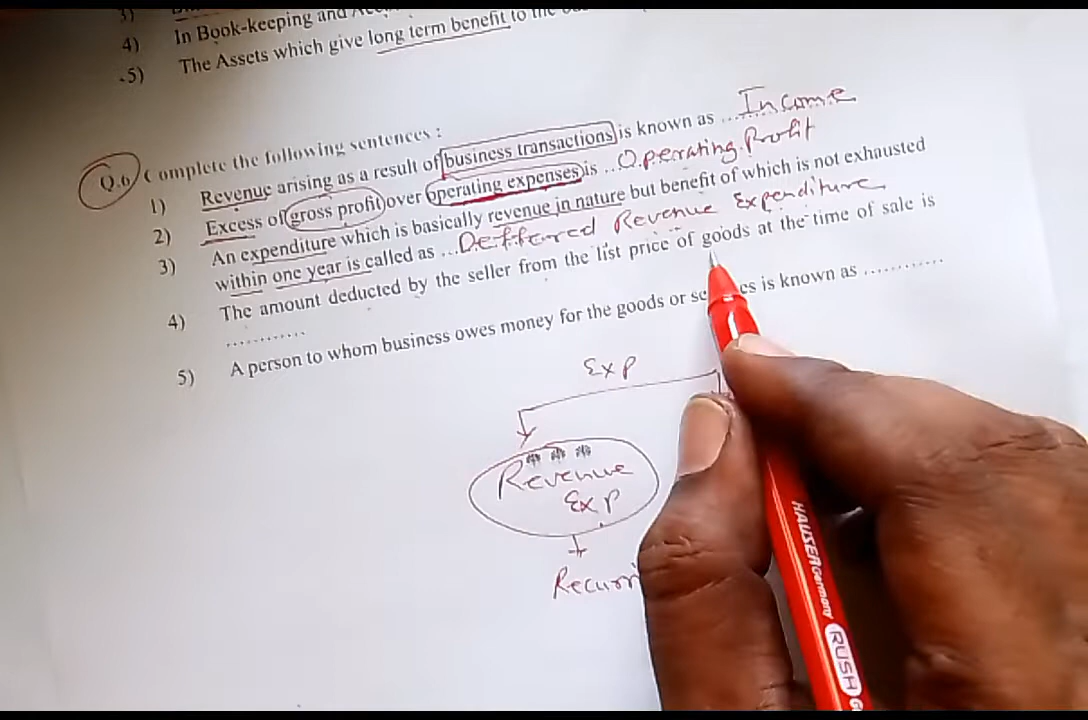 3)
4) In Book-keeping and
5) The Assets which give long term benefit to the
Q.6 Complete the following sentences :
1) Revenue arising as a result of business transactions is known as ... Income
2) Excess of gross profit over operating expenses is ... Operating Profit
3) An expenditure which is basically revenue in nature but benefit of which is not exhausted
within one year is called as ... Deffered Revenue Expenditure
4) The amount deducted by the seller from the list price of goods at the time of sale is
............
5) A person to whom business owes money for the goods or is known as ............
Exp
Revenue
Exp
Recurri
HAUSER Germany RUSH